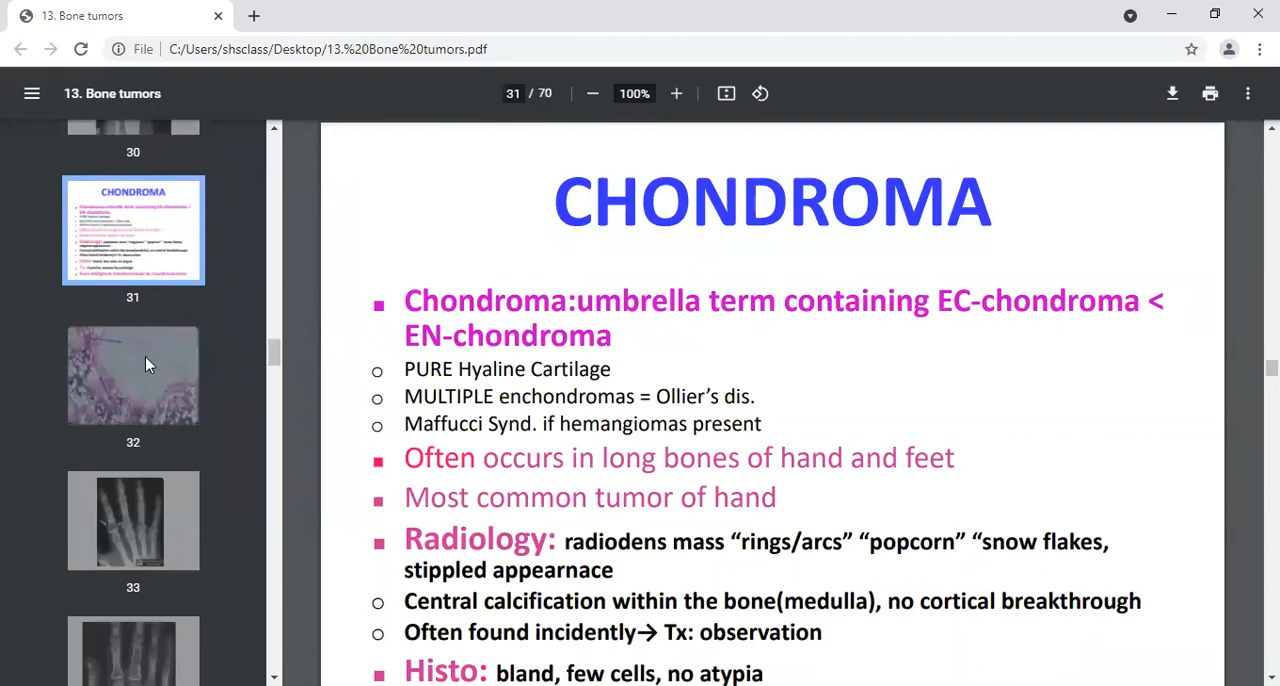 13. Bone tumors
File
C:/Users/shsclass/Desktop/13.%20Bone%20tumors.pdf
13. Bone tumors
31 / 70
100%
30
CHONDROMA
31
32
33
CHONDROMA
Chondroma:umbrella term containing EC-chondroma <
EN-chondroma
PURE Hyaline Cartilage
MULTIPLE enchondromas = Ollier’s dis.
Maffucci Synd. if hemangiomas present
Often occurs in long bones of hand and feet
Most common tumor of hand
Radiology: radiodens mass “rings/arcs” “popcorn” “snow flakes,
stippled appearnace
Central calcification within the bone(medulla), no cortical breakthrough
Often found incidently→ Tx: observation
Histo: bland, few cells, no atypia